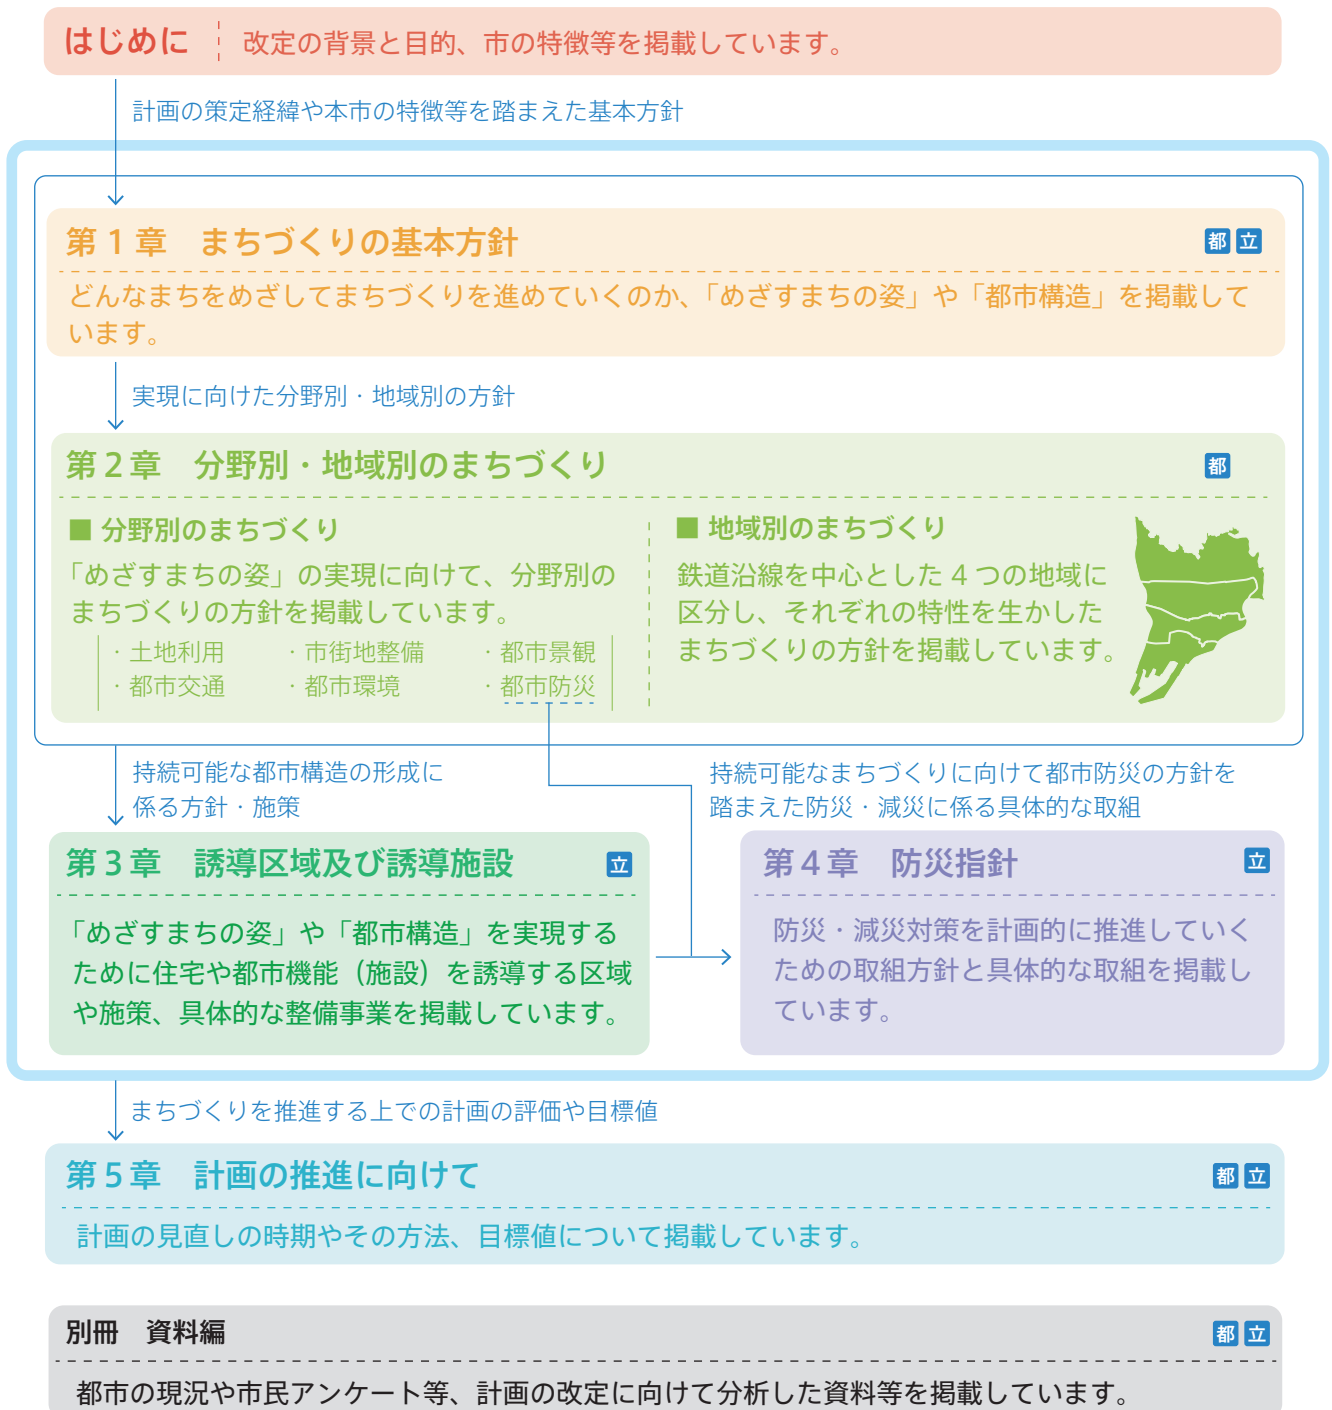 はじめに 改定の背景と目的、市の特徴等を掲載しています。
計画の策定経緯や本市の特徴等を踏まえた基本方針
第1章 まちづくりの基本方針 都 立
どんなまちをめざしてまちづくりを進めていくのか、「めざすまちの姿」や「都市構造」を掲載して
います。
実現に向けた分野別・地域別の方針
第2章 分野別・地域別のまちづくり 都
■ 分野別のまちづくり
「めざすまちの姿」の実現に向けて、分野別の
まちづくりの方針を掲載しています。
・土地利用 ・市街地整備 ・都市景観
・都市交通 ・都市環境 ・都市防災
■ 地域別のまちづくり
鉄道沿線を中心とした4つの地域に
区分し、それぞれの特性を生かした
まちづくりの方針を掲載しています。
持続可能な都市構造の形成に
係る方針・施策
持続可能なまちづくりに向けて都市防災の方針を
踏まえた防災・減災に係る具体的な取組
第3章 誘導区域及び誘導施設 立
「めざすまちの姿」や「都市構造」を実現する
ために住宅や都市機能（施設）を誘導する区域
や施策、具体的な整備事業を掲載しています。
第4章 防災指針 立
防災・減災対策を計画的に推進していく
ための取組方針と具体的な取組を掲載し
ています。
まちづくりを推進する上での計画の評価や目標値
第5章 計画の推進に向けて 都 立
計画の見直しの時期やその方法、目標値について掲載しています。
別冊 資料編 都 立
都市の現況や市民アンケート等、計画の改定に向けて分析した資料等を掲載しています。